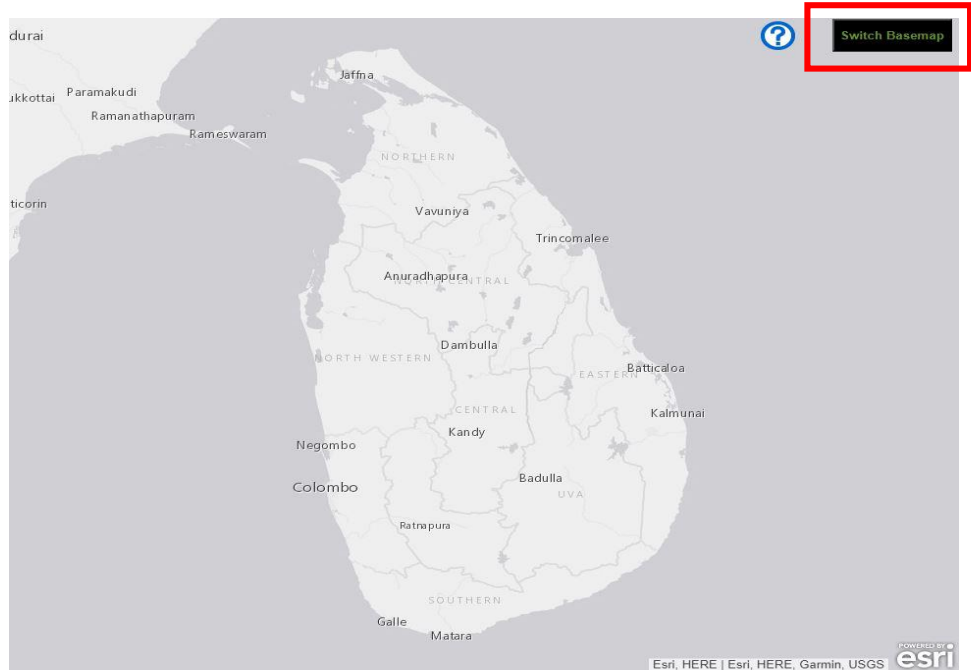 durai
?
Switch Basemap
Jaffna
ukkottai
Paramakudi
Ramanathapuram
Rameswaram
NORTHERN
ticorin
Vavuniya
Trincomalee
Anuradhapura
NORTH CENTRAL
Dambulla
NORTH WESTERN
EASTERN
Batticaloa
CENTRAL
Kalmunai
Kandy
Negombo
Badulla
Colombo
UVA
Ratnapura
SOUTHERN
Galle
Matara
POWERED BY
esri
Esri, HERE | Esri, HERE, Garmin, USGS